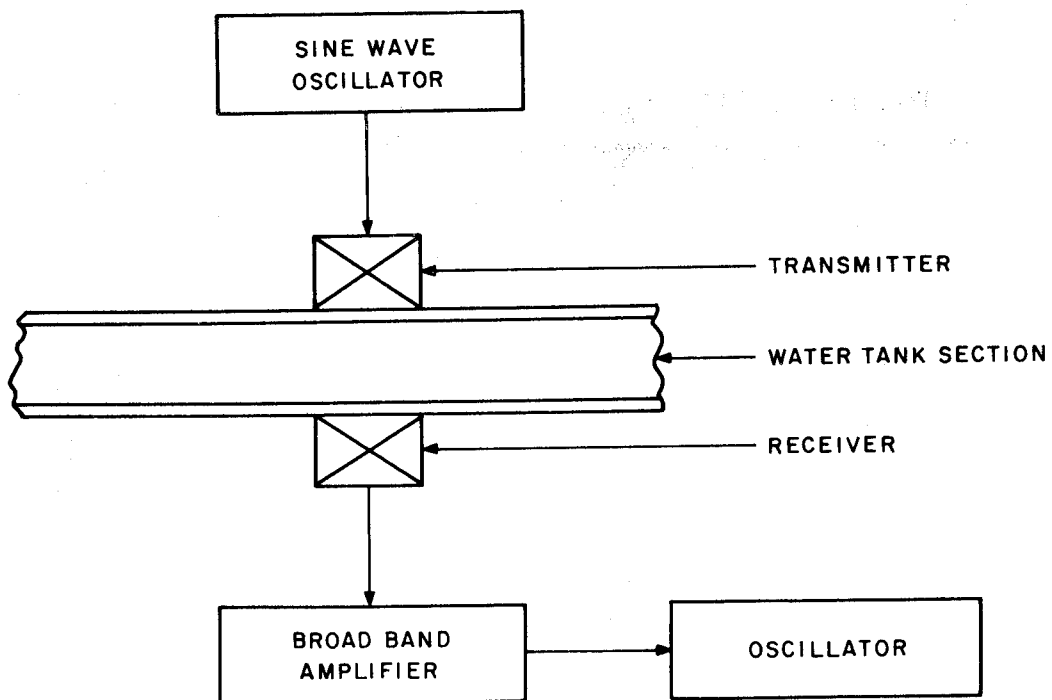 SINE WAVE
OSCILLATOR
TRANSMITTER
WATER TANK SECTION
RECEIVER
BROAD BAND
AMPLIFIER
OSCILLATOR